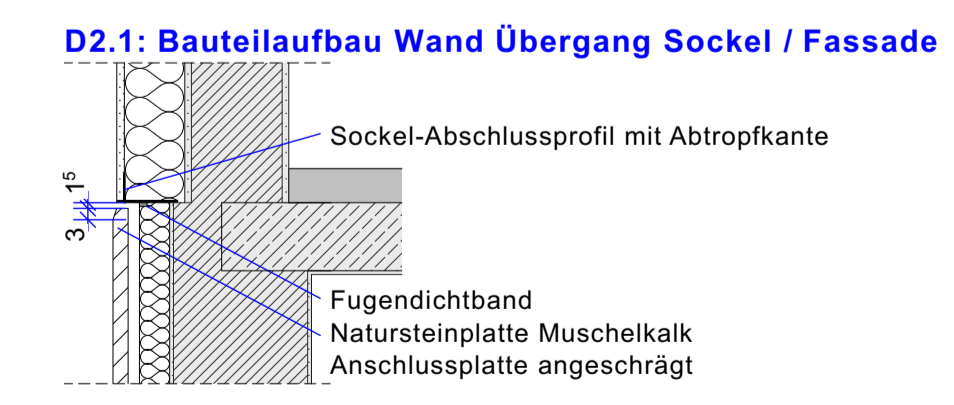 D2.1: Bauteilaufbau Wand Übergang Sockel / Fassade
Sockel-Abschlussprofil mit Abtropfkante
1⁵
3
Fugendichtband
Natursteinplatte Muschelkalk
Anschlussplatte angeschrägt